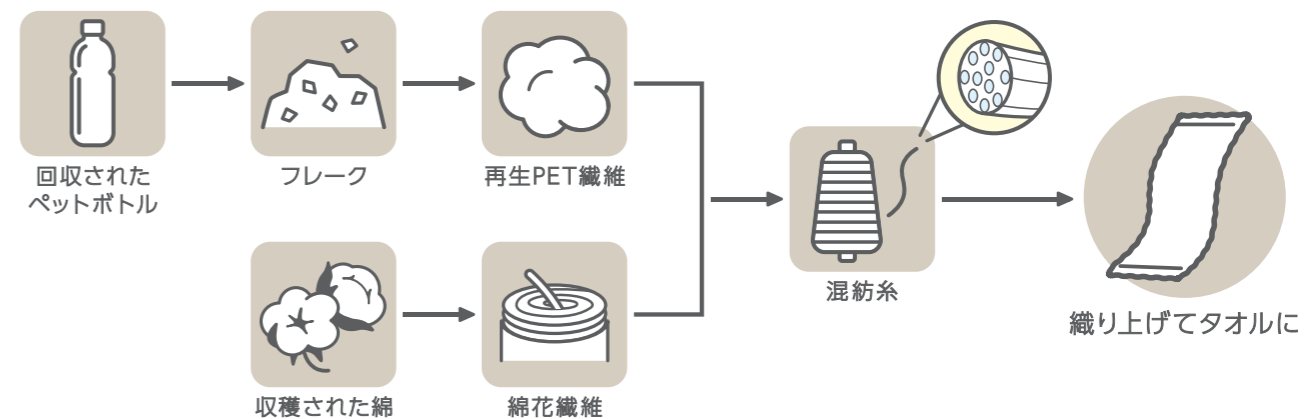 回収された
ペットボトル
フレーク
再生PET繊維
収穫された綿
綿花繊維
混紡糸
織り上げてタオルに